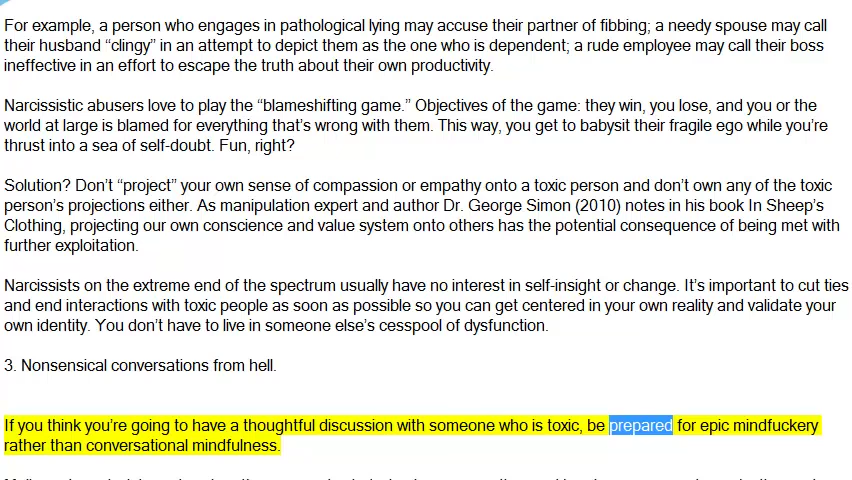 For example, a person who engages in pathological lying may accuse their partner of fibbing; a needy spouse may call
their husband “clingy” in an attempt to depict them as the one who is dependent; a rude employee may call their boss
ineffective in an effort to escape the truth about their own productivity.
Narcissistic abusers love to play the “blameshifting game.” Objectives of the game: they win, you lose, and you or the
world at large is blamed for everything that’s wrong with them. This way, you get to babysit their fragile ego while you’re
thrust into a sea of self-doubt. Fun, right?
Solution? Don’t “project” your own sense of compassion or empathy onto a toxic person and don’t own any of the toxic
person’s projections either. As manipulation expert and author Dr. George Simon (2010) notes in his book In Sheep’s
Clothing, projecting our own conscience and value system onto others has the potential consequence of being met with
further exploitation.
Narcissists on the extreme end of the spectrum usually have no interest in self-insight or change. It’s important to cut ties
and end interactions with toxic people as soon as possible so you can get centered in your own reality and validate your
own identity. You don’t have to live in someone else’s cesspool of dysfunction.
3. Nonsensical conversations from hell.
If you think you’re going to have a thoughtful discussion with someone who is toxic, be prepared for epic mindfuckery
rather than conversational mindfulness.